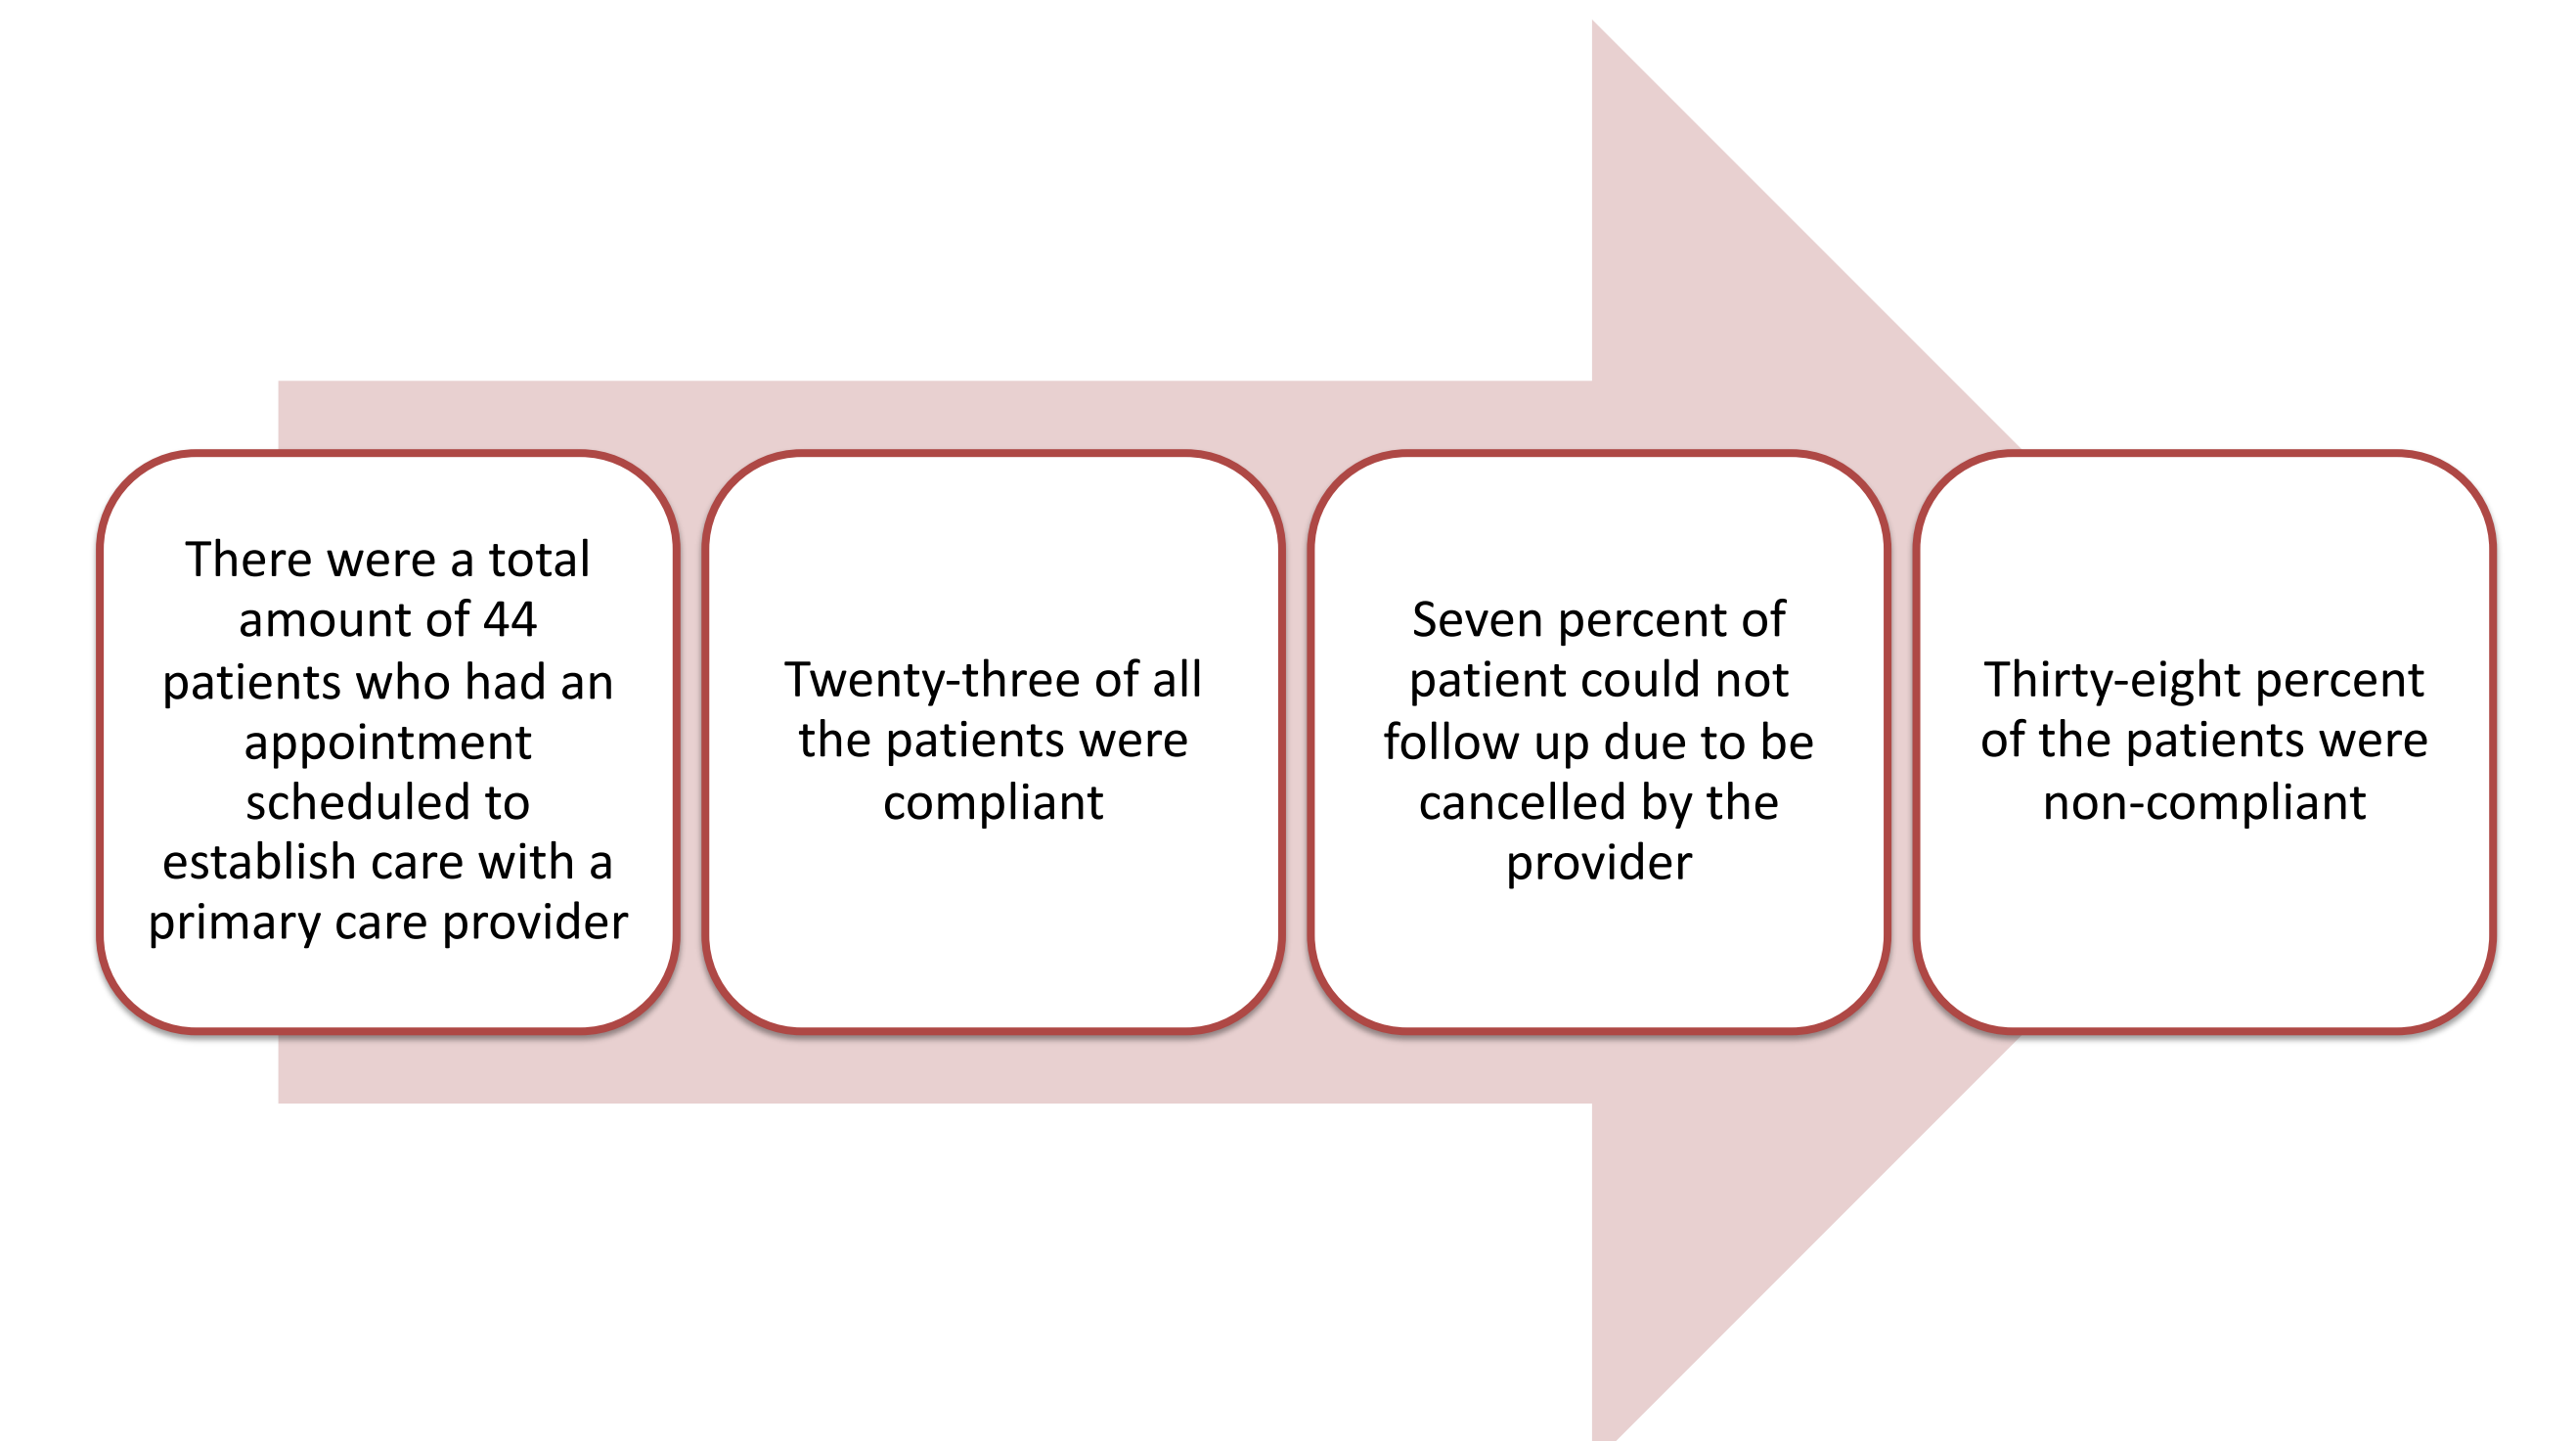 There were a total
amount of 44
patients who had an
appointment
scheduled to
establish care with a
primary care provider
Twenty-three of all
the patients were
compliant
Seven percent of
patient could not
follow up due to be
cancelled by the
provider
Thirty-eight percent
of the patients were
non-compliant